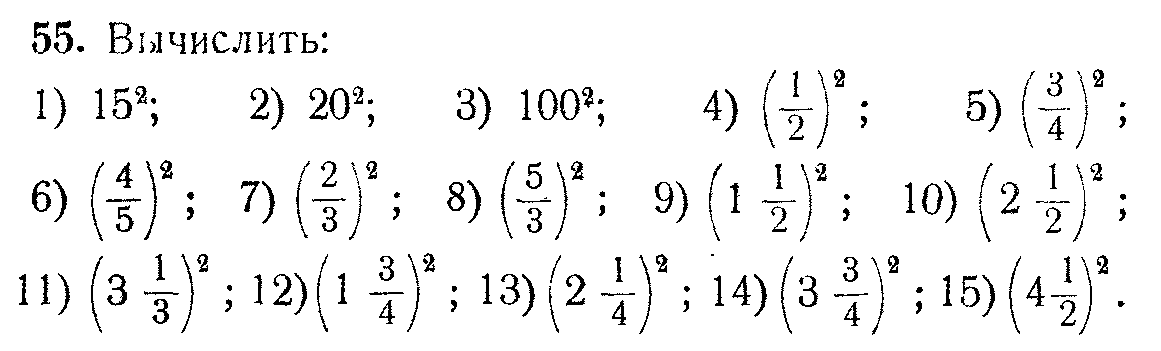 55. Вычислить:
1) 15²; 2) 20²; 3) 100²; 4) (1/2)²; 5) (3/4)²;
6) (4/5)²; 7) (2/3)²; 8) (5/3)²; 9) (1 1/2)²; 10) (2 1/2)²;
11) (3 1/3)²; 12) (1 3/4)²; 13) (2 1/4)²; 14) (3 3/4)²; 15) (4 1/2)².